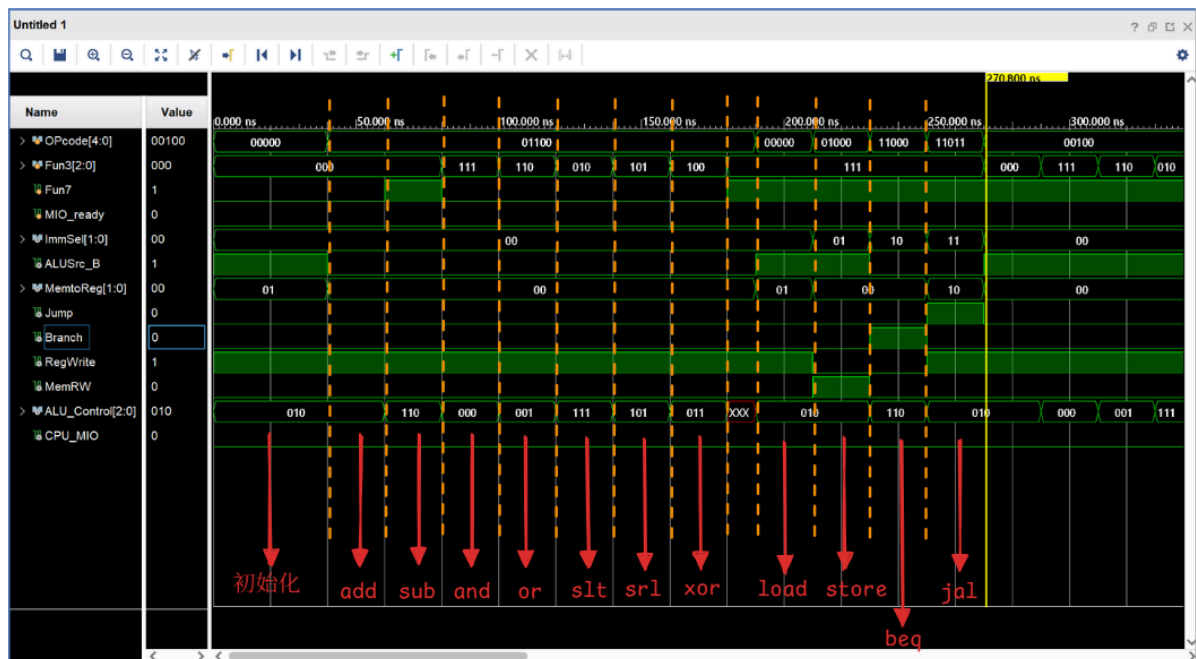 Untitled 1
? X
270.800 ns
Name Value
0.000 ns 50.000 ns 100.000 ns 150.000 ns 200.000 ns 250.000 ns 300.000 ns
OPcode[4:0] 00100 00000 01100 00000 01000 11000 11011 00100
Fun3[2:0] 000 000 111 110 010 101 100 111 000 111 110 010
Fun7 1
MIO_ready 0
ImmSel[1:0] 00 00 01 10 11 00
ALUSrc_B 1
MemtoReg[1:0] 00 01 00 01 00 10 00
Jump 0
Branch 0
RegWrite 1
MemRW 0
ALU_Control[2:0] 010 010 110 000 001 111 101 011 XXX 010 110 010 000 001 111
CPU_MIO 0
初始化 add sub and or slt srl xor load store jal
beq